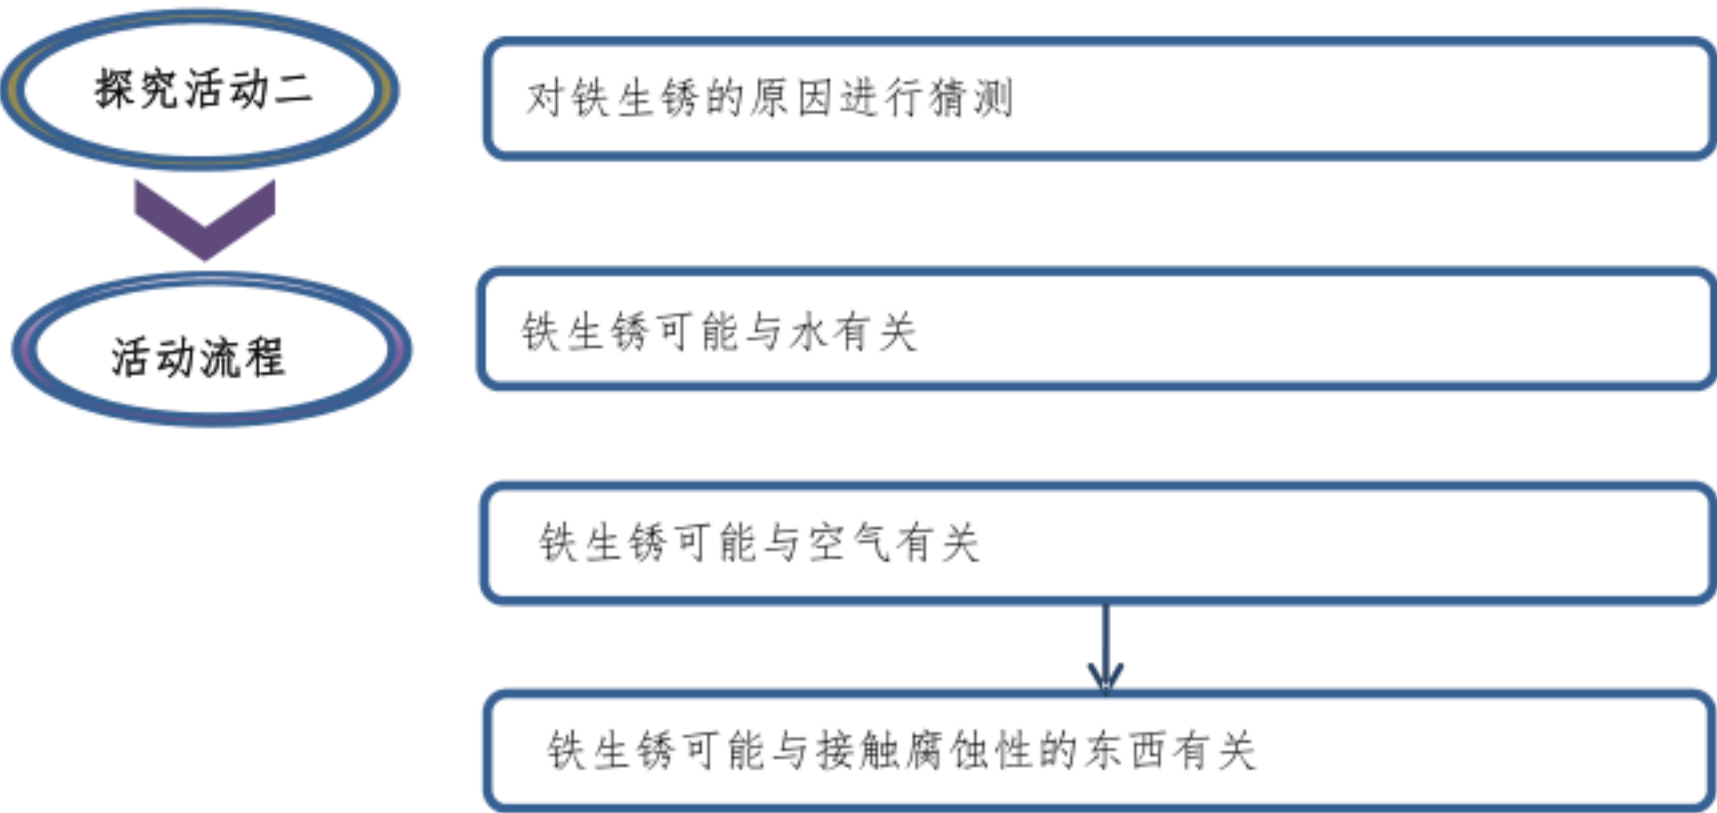 探究活动二
对铁生锈的原因进行猜测
活动流程
铁生锈可能与水有关
铁生锈可能与空气有关
铁生锈可能与接触腐蚀性的东西有关